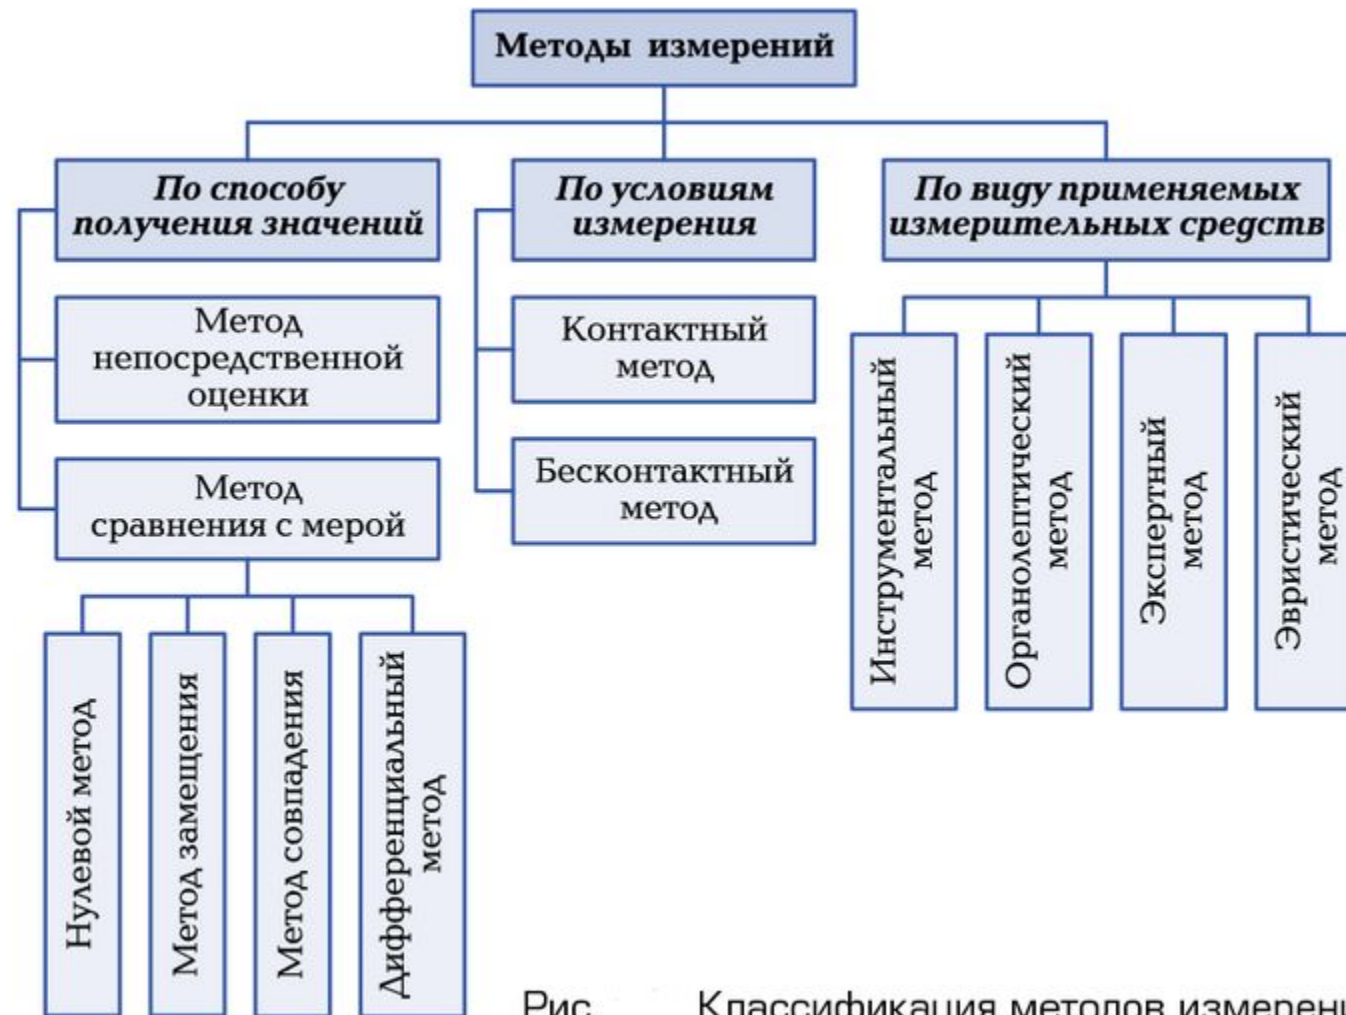 Методы измерений
По способу
получения значений
Метод
непосредственной
оценки
Метод
сравнения с мерой
Нулевой метод
Метод замещения
Метод совпадения
Дифференциальный
метод
По условиям
измерения
Контактный
метод
Бесконтактный
метод
По виду применяемых
измерительных средств
Инструментальный
метод
Органолептический
метод
Экспертный
метод
Эвристический
метод
Рис. Классификация методов